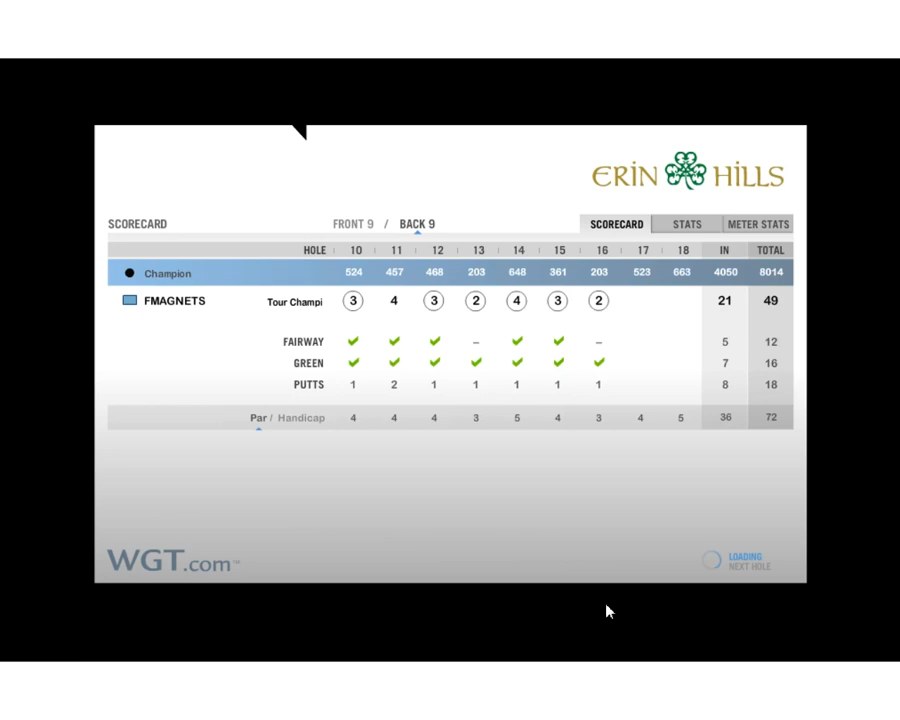 ERIN HILLS
SCORECARD FRONT 9 / BACK 9 SCORECARD STATS METER STATS
HOLE 10 11 12 13 14 15 16 17 18 IN TOTAL
Champion 524 457 468 203 648 361 203 523 663 4050 8014
FMAGNETS Tour Champi 3 4 3 2 4 3 2 21 49
FAIRWAY – – 5 12
GREEN 7 16
PUTTS 1 2 1 1 1 1 1 8 18
Par / Handicap 4 4 4 3 5 4 3 4 5 36 72
WGT.com™ LOADING
NEXT HOLE